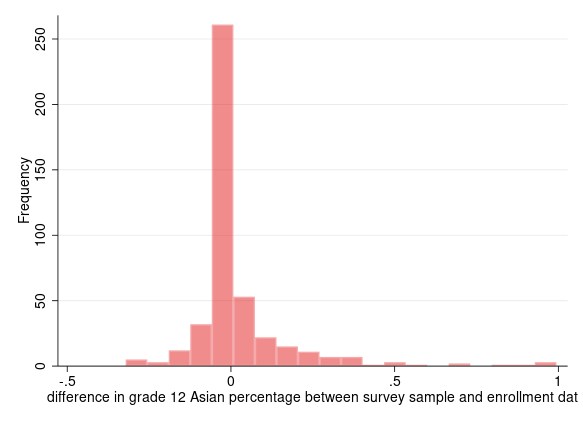 250
200
150
100
50
0
Frequency
-.5 0 .5 1
difference in grade 12 Asian percentage between survey sample and enrollment dat